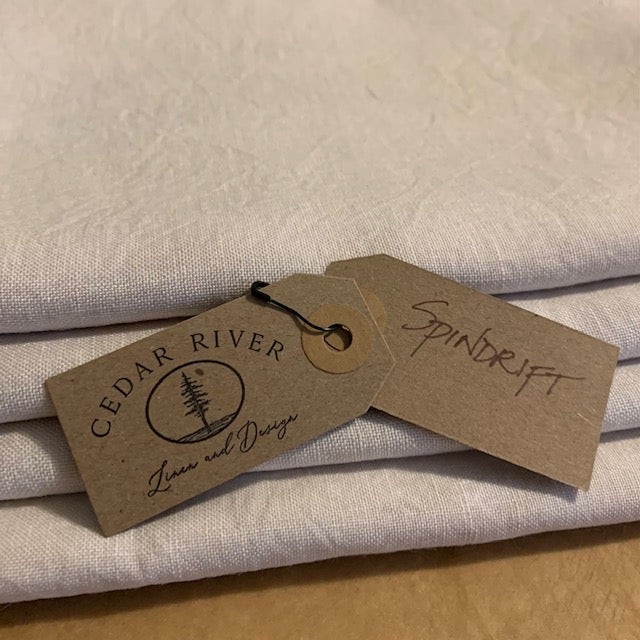 CEDAR RIVER
Linen and Design
SPINDRIFT